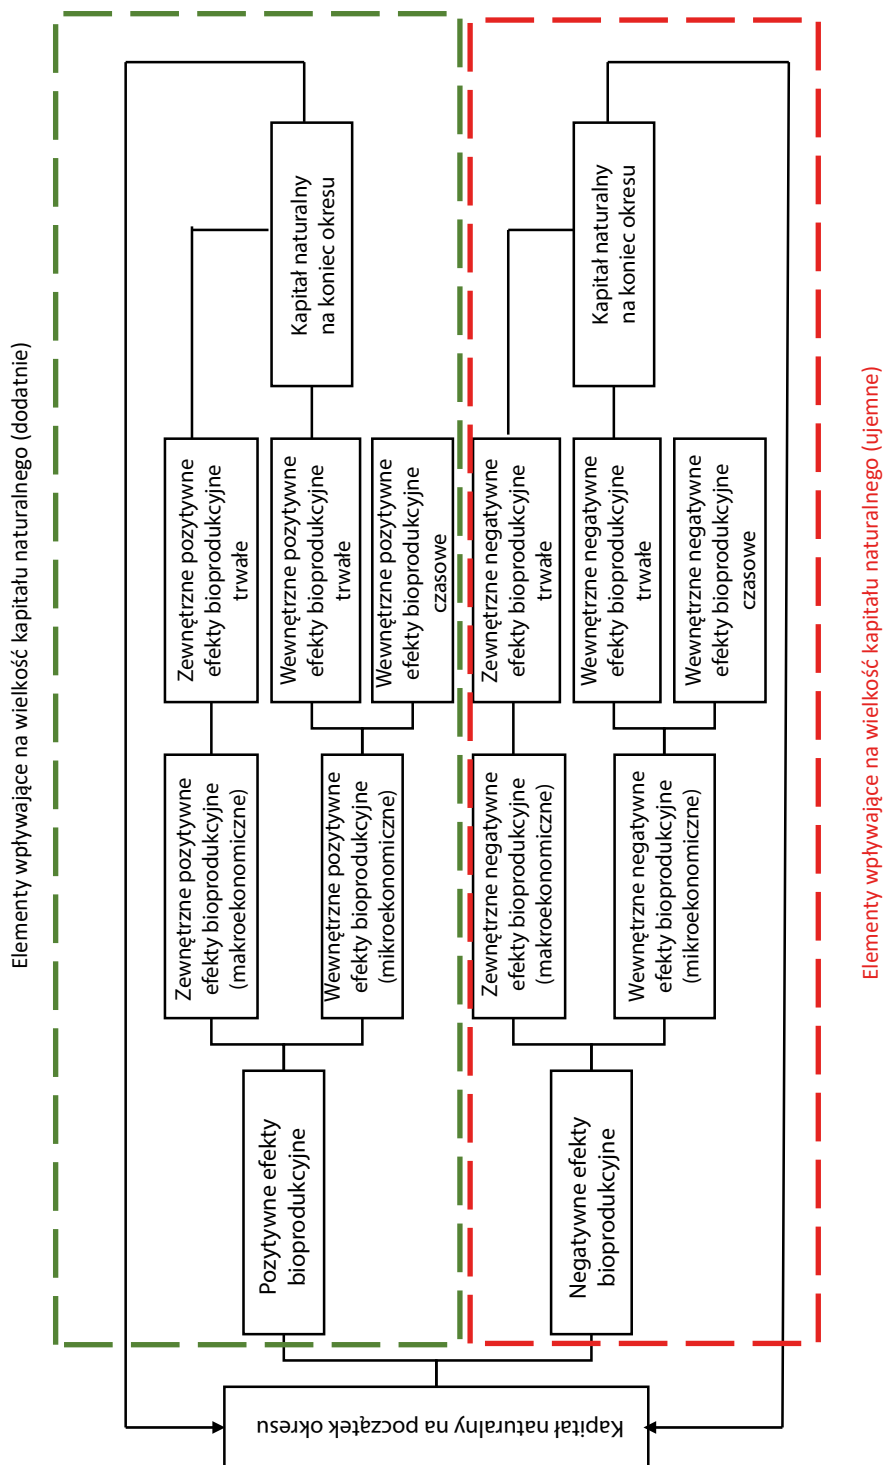 Elementy wpływające na wielkość kapitału naturalnego (dodatnie)
Kapitał naturalny na początek okresu
Pozytywne efekty
bioprodukcyjne
Zewnętrzne pozytywne
efekty bioprodukcyjne
(makroekonomiczne)
Wewnętrzne pozytywne
efekty bioprodukcyjne
(mikroekonomiczne)
Zewnętrzne pozytywne
efekty bioprodukcyjne
trwałe
Wewnętrzne pozytywne
efekty bioprodukcyjne
trwałe
Wewnętrzne pozytywne
efekty bioprodukcyjne
czasowe
Kapitał naturalny
na koniec okresu
Negatywne efekty
bioprodukcyjne
Zewnętrzne negatywne
efekty bioprodukcyjne
(makroekonomiczne)
Wewnętrzne negatywne
efekty bioprodukcyjne
(mikroekonomiczne)
Zewnętrzne negatywne
efekty bioprodukcyjne
trwałe
Wewnętrzne negatywne
efekty bioprodukcyjne
trwałe
Wewnętrzne negatywne
efekty bioprodukcyjne
czasowe
Kapitał naturalny
na koniec okresu
Elementy wpływające na wielkość kapitału naturalnego (ujemne)